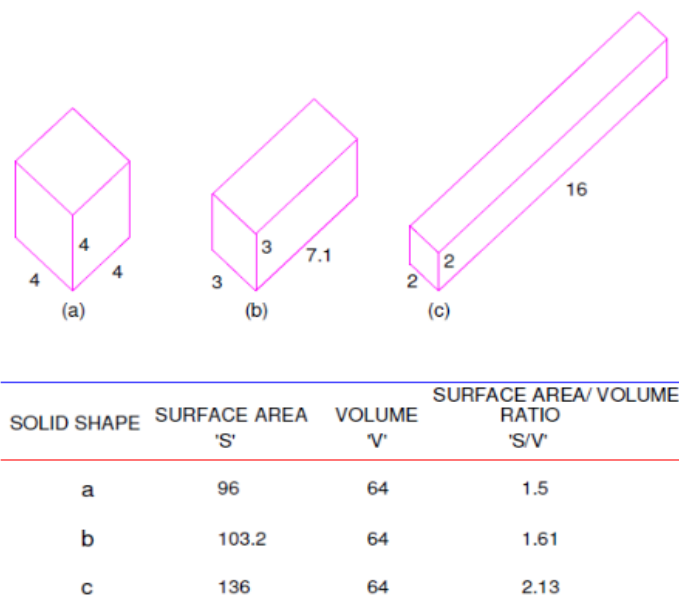 4
4
4
(a)
3
3
7.1
(b)
2
2
16
(c)
SURFACE AREA/ VOLUME
SOLID SHAPE SURFACE AREA VOLUME RATIO
'S' 'V' 'S/V'
a 96 64 1.5
b 103.2 64 1.61
c 136 64 2.13